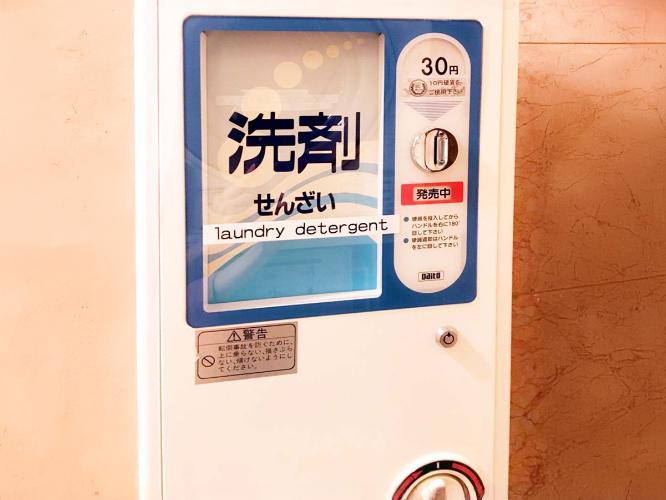 洗剤
せんざい
laundry detergent
30円
10円硬貨を
ご使用下さい
発売中
● 硬貨を投入してから
ハンドルを右に180°
回して下さい
● 硬貨返却はハンドル
を左に回して下さい
Daito
警告
転倒事故を防ぐために、
上に乗らない、揺さぶら
ない、傾けないようにし
てください。